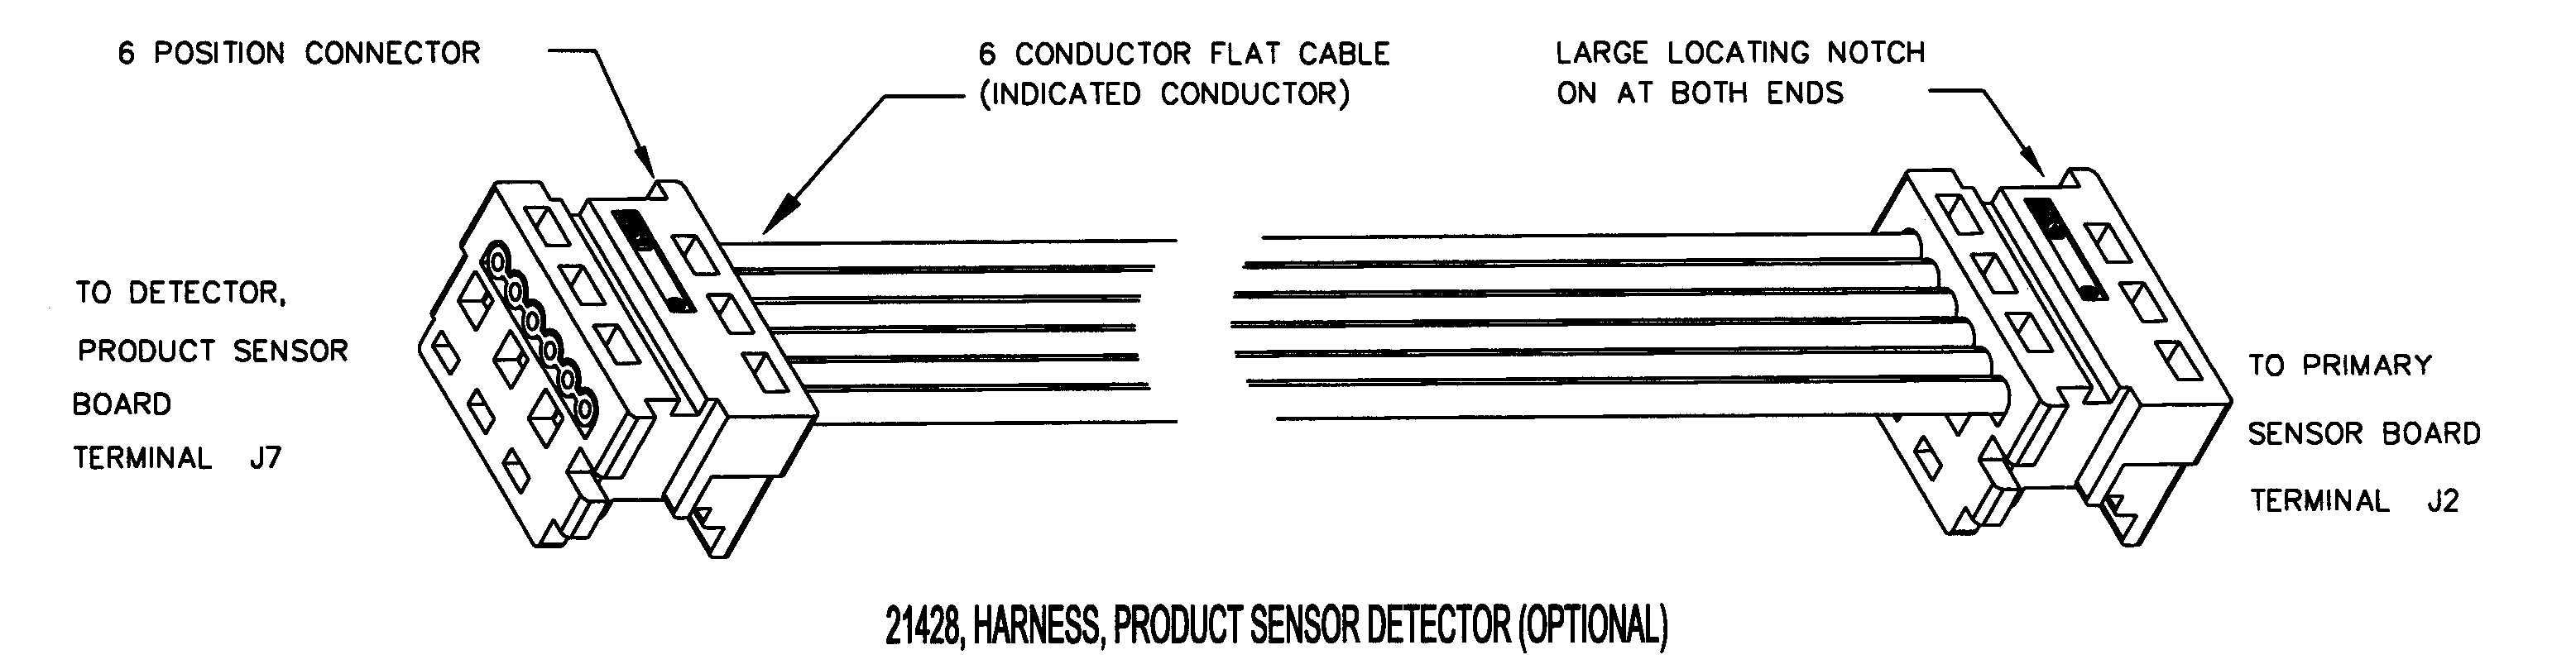 6 POSITION CONNECTOR
6 CONDUCTOR FLAT CABLE
(INDICATED CONDUCTOR)
LARGE LOCATING NOTCH
ON AT BOTH ENDS
TO DETECTOR,
PRODUCT SENSOR
BOARD
TERMINAL J7
TO PRIMARY
SENSOR BOARD
TERMINAL J2
21428, HARNESS, PRODUCT SENSOR DETECTOR (OPTIONAL)